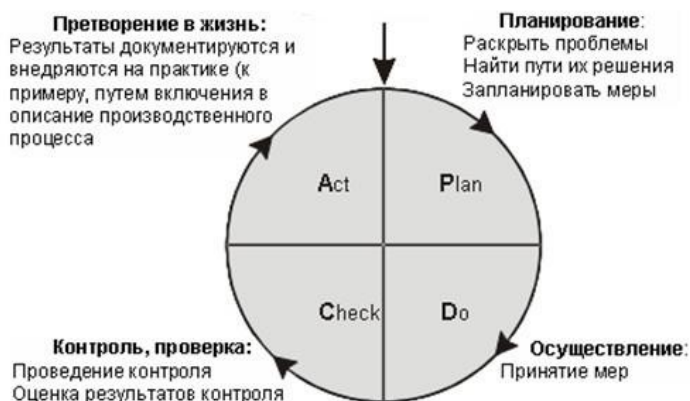 Претворение в жизнь:
Результаты документируются и
внедряются на практике (к
примеру, путем включения в
описание производственного
процесса
Планирование:
Раскрыть проблемы
Найти пути их решения
Запланировать меры
Act
Plan
Check
Do
Контроль, проверка:
Проведение контроля
Оценка результатов контроля
Осуществление:
Принятие мер